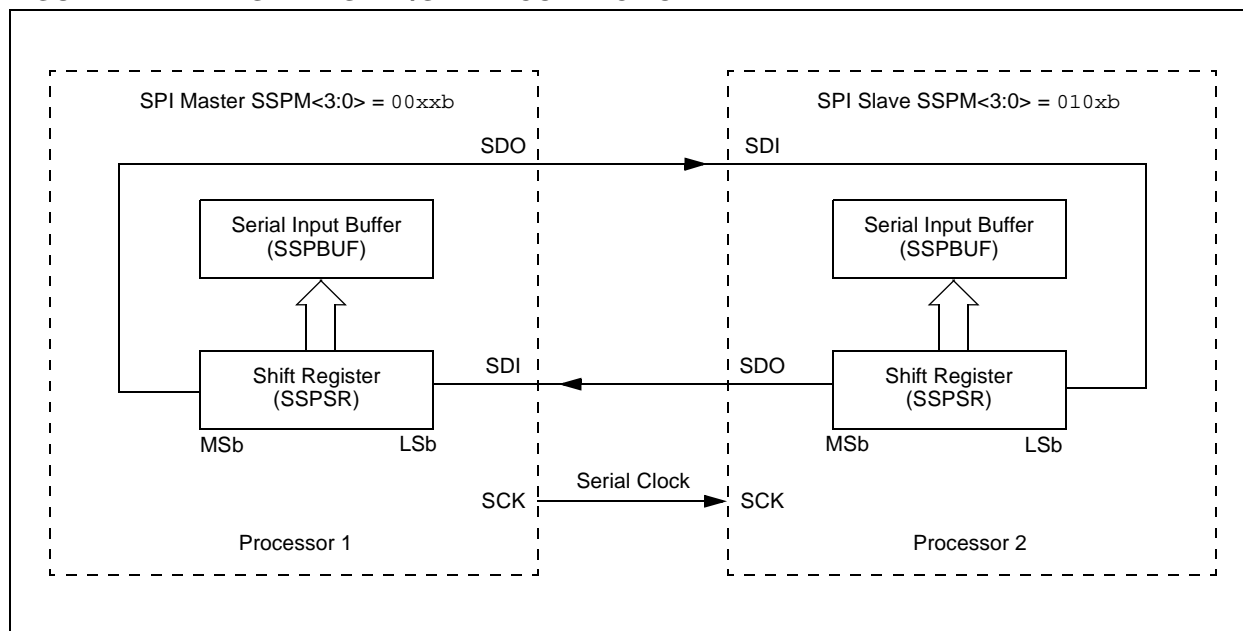 SPI Master SSPM<3:0> = 00xxb
SDO
Serial Input Buffer
(SSPBUF)
Shift Register
(SSPSR)
MSb
LSb
SDI
SCK
Processor 1
Serial Clock
SPI Slave SSPM<3:0> = 010xb
SDI
Serial Input Buffer
(SSPBUF)
SDO
Shift Register
(SSPSR)
MSb
LSb
SCK
Processor 2